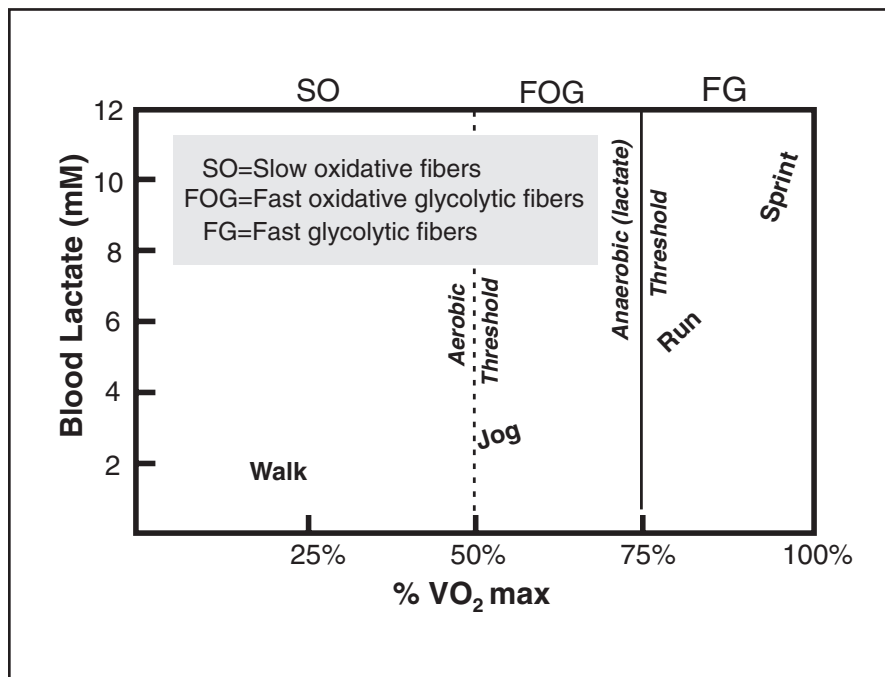 SO FOG FG
12
SO=Slow oxidative fibers
FOG=Fast oxidative glycolytic fibers
FG=Fast glycolytic fibers
10
8
6
4
2
Blood Lactate (mM)
Aerobic
Threshold
Anaerobic (lactate)
Threshold
Walk
Jog
Run
Sprint
25% 50% 75% 100%
% VO₂ max